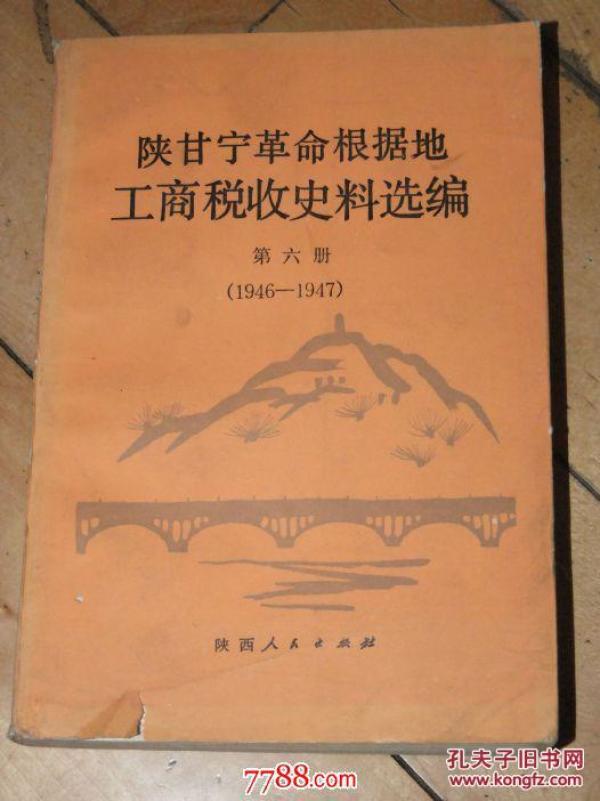 陕甘宁革命根据地
工商税收史料选编
第六册
(1946—1947)
陕西人民出版社
7788.com
孔夫子旧书网
www.kongfz.com